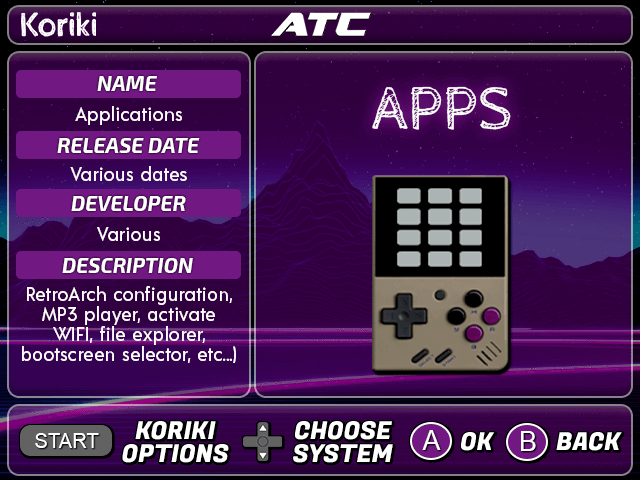 Koriki
ATC
NAME
Applications
RELEASE DATE
Various dates
DEVELOPER
Various
DESCRIPTION
RetroArch configuration,
MP3 player, activate
WIFI, file explorer,
bootscreen selector, etc...)
APPS
START
KORIKI
OPTIONS
CHOOSE
SYSTEM
A
OK
B
BACK